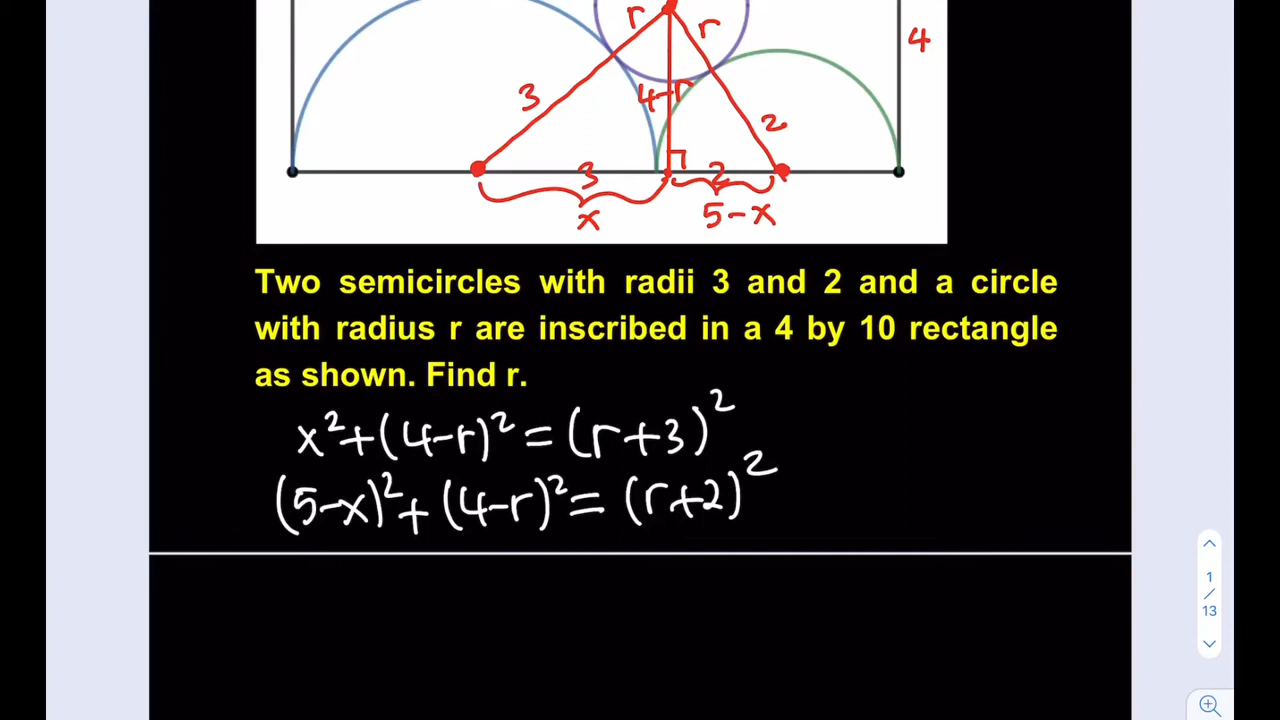 r
r
4
3
4-r
2
3
2
x
5-x
Two semicircles with radii 3 and 2 and a circle
with radius r are inscribed in a 4 by 10 rectangle
as shown. Find r.
x²+(4-r)²=(r+3)²
(5-x)²+(4-r)²=(r+2)²
1
/
13